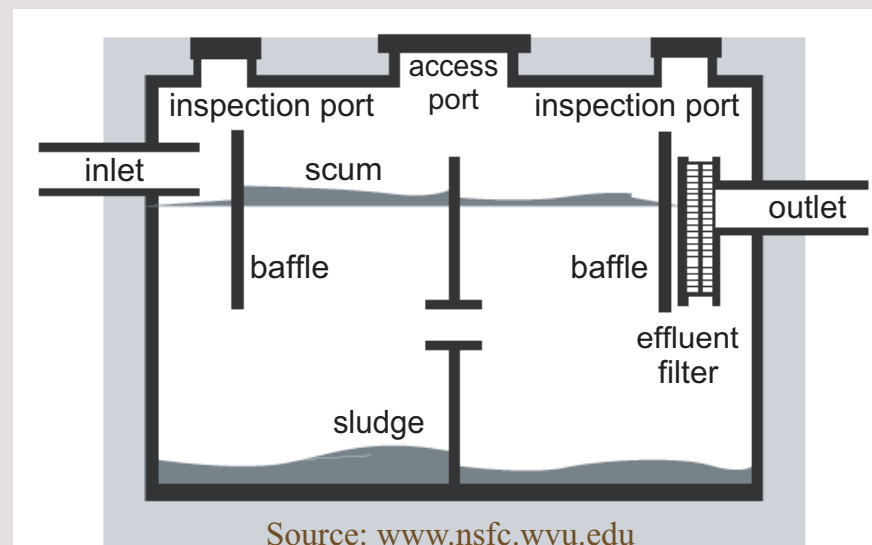 access
port
inspection port
inspection port
inlet
scum
outlet
baffle
baffle
effluent
filter
sludge
Source: www.nsfc.wvu.edu